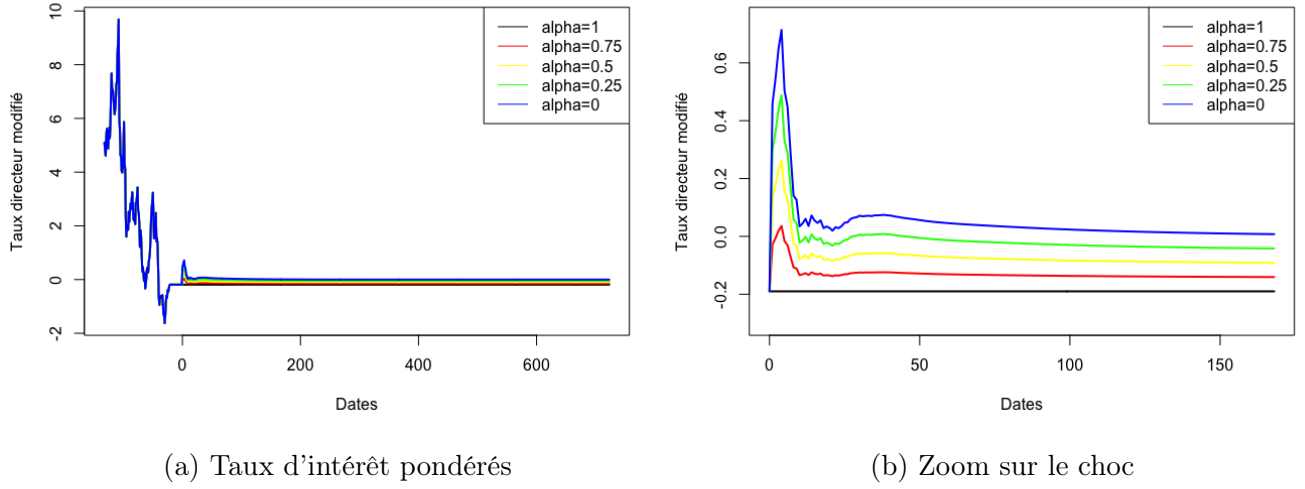 Taux directeur modifié
10
8
6
4
2
0
-2
0
200
400
600
Dates
alpha=1
alpha=0.75
alpha=0.5
alpha=0.25
alpha=0
(a) Taux d'intérêt pondérés
Taux directeur modifié
0.6
0.4
0.2
0.0
-0.2
0
50
100
150
Dates
alpha=1
alpha=0.75
alpha=0.5
alpha=0.25
alpha=0
(b) Zoom sur le choc